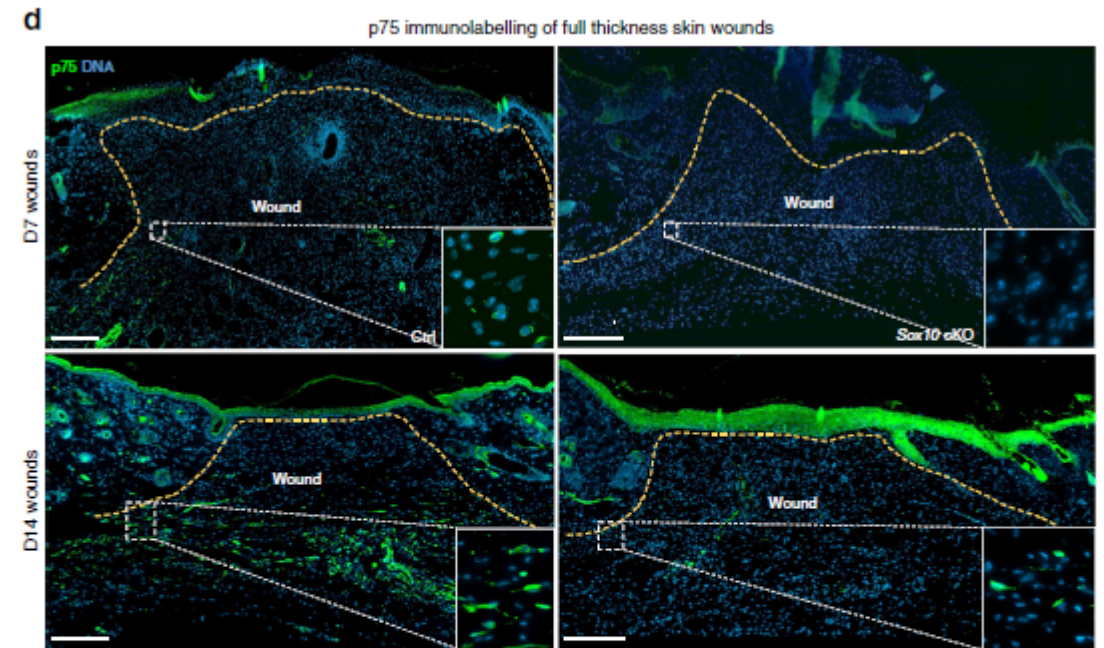 d
p75 immunolabelling of full thickness skin wounds
p75 DNA
D7 wounds
Wound
Ctrl
Wound
Sox10 cKO
D14 wounds
Wound
Wound